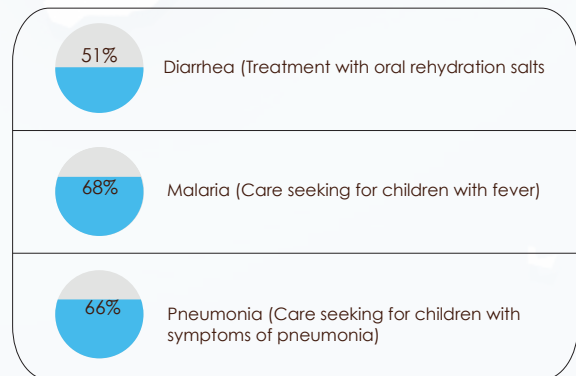 51%
Diarrhea (Treatment with oral rehydration salts
68%
Malaria (Care seeking for children with fever)
66%
Pneumonia (Care seeking for children with
symptoms of pneumonia)